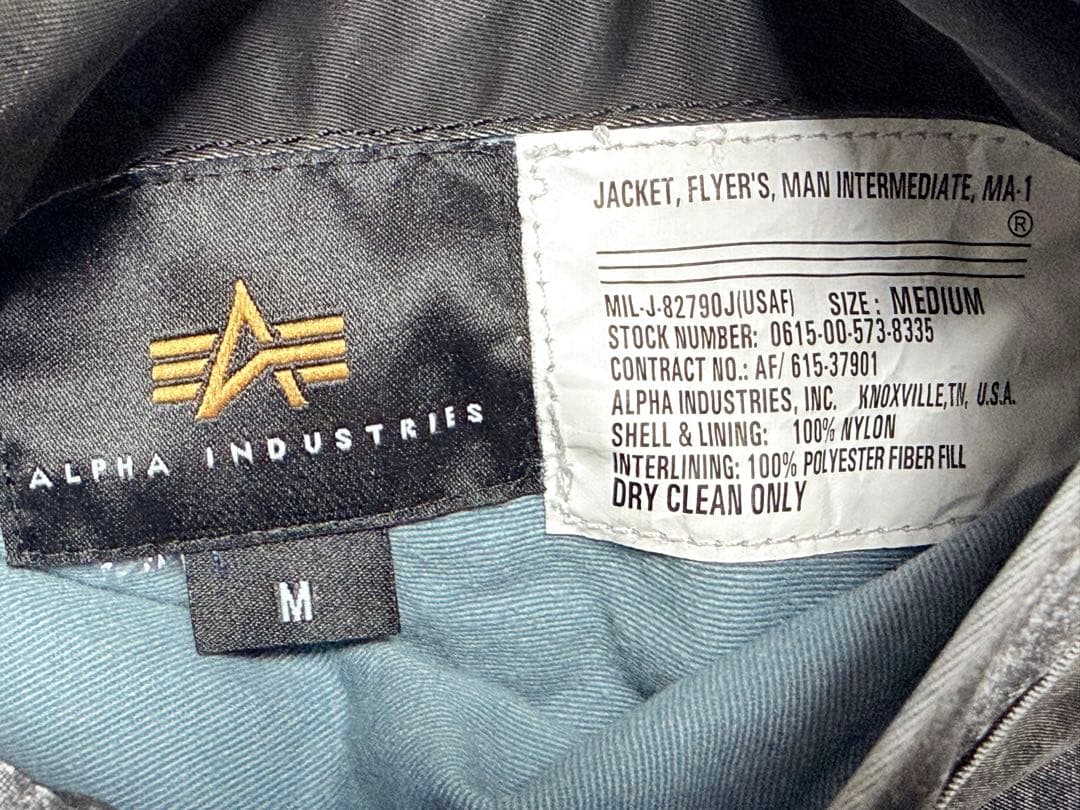 ALPHA INDUSTRIES
M
JACKET, FLYER'S, MAN INTERMEDIATE, MA-1
®
MIL-J-82790J(USAF) SIZE: MEDIUM
STOCK NUMBER: 0615-00-573-8335
CONTRACT NO.: AF/ 615-37901
ALPHA INDUSTRIES, INC. KNOXVILLE,TN, U.S.A.
SHELL & LINING: 100% NYLON
INTERLINING: 100% POLYESTER FIBER FILL
DRY CLEAN ONLY